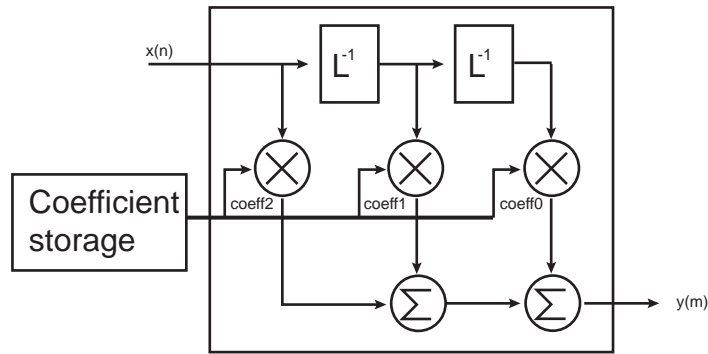 x(n)
L-1
L-1
coeff2
coeff1
coeff0
Coefficient
storage
Σ
Σ
y(m)